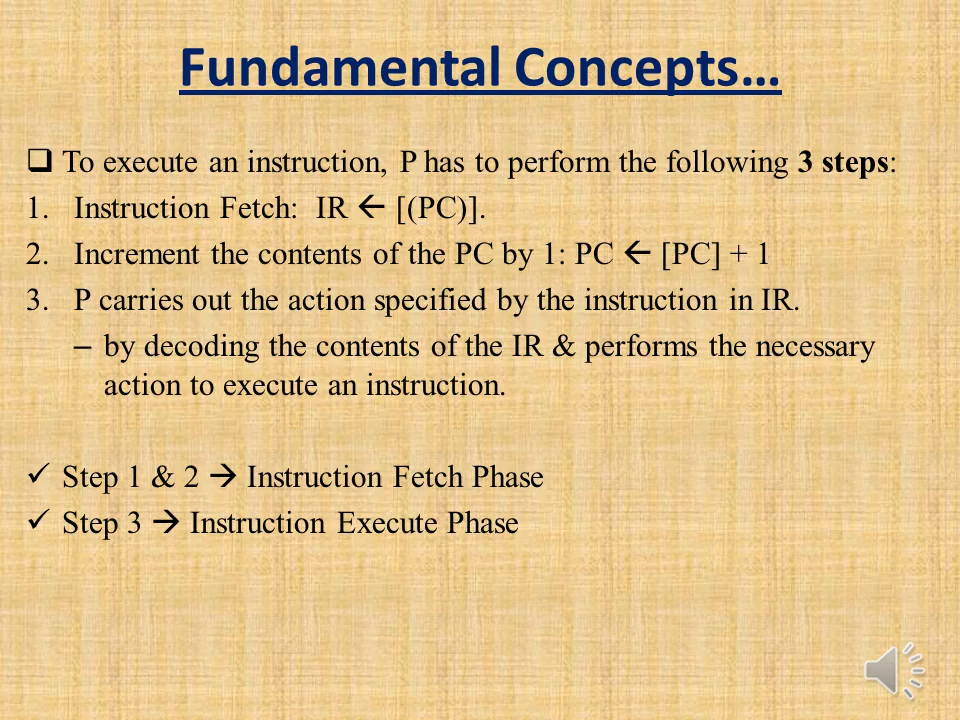 Fundamental Concepts…
❑ To execute an instruction, P has to perform the following 3 steps:
1. Instruction Fetch: IR ← [(PC)].
2. Increment the contents of the PC by 1: PC ← [PC] + 1
3. P carries out the action specified by the instruction in IR.
– by decoding the contents of the IR & performs the necessary
action to execute an instruction.
✓ Step 1 & 2 → Instruction Fetch Phase
✓ Step 3 → Instruction Execute Phase